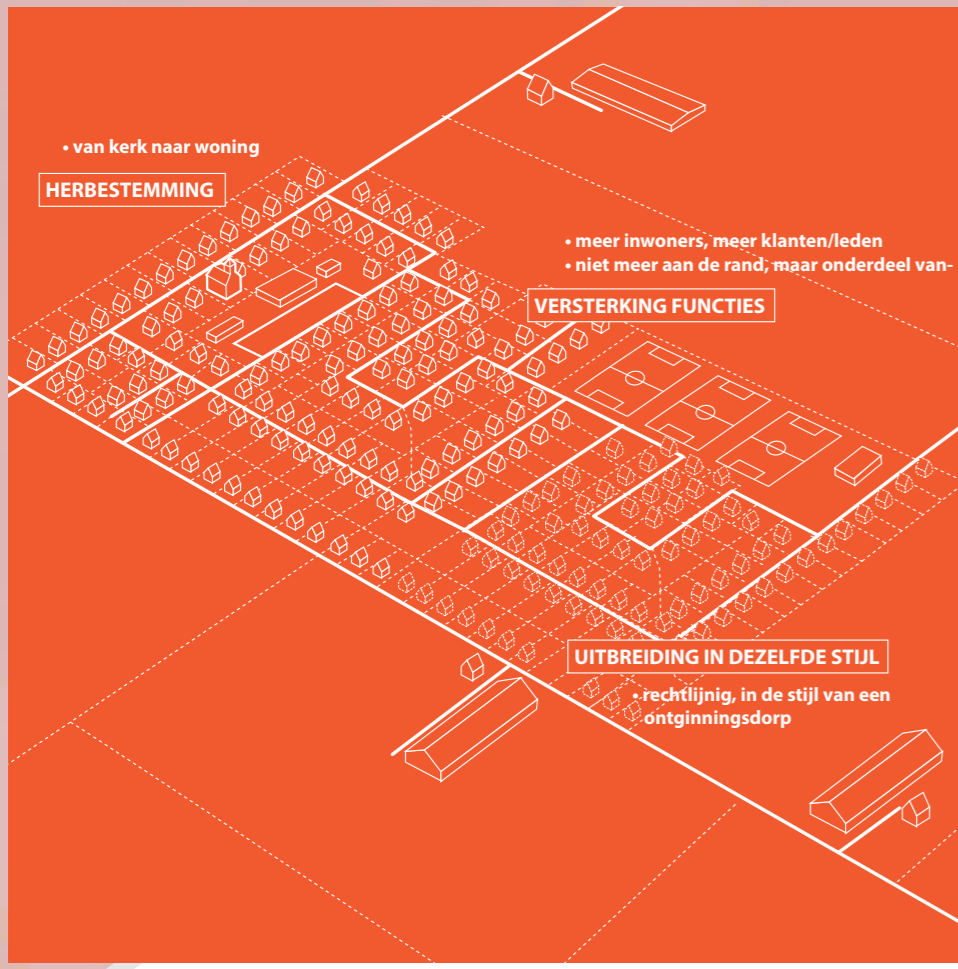 • van kerk naar woning
HERBESTEMMING
• meer inwoners, meer klanten/leden
• niet meer aan de rand, maar onderdeel van-
VERSTERKING FUNCTIES
UITBREIDING IN DEZELFDE STIJL
• rechtlijnig, in de stijl van een
ontginningsdorp